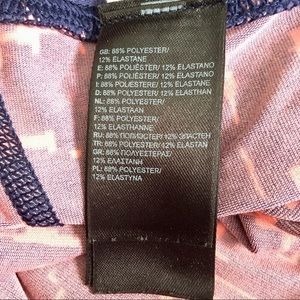 GB: 88% POLYESTER/
12% ELASTANE
E: 88% POLIÉSTER/ 12% ELASTANO
P: 88% POLIÉSTER/ 12% ELASTANO
I: 88% POLIESTERE/ 12% ELASTAN
D: 88% POLYESTER/ 12% ELASTHAN
NL: 88% POLYESTER/
12% ELASTAAN
F: 88% POLYESTER/
12% ELASTHANNE
RU: 88% ПОЛИЭСТЕР/ 12% ЭЛАСТЕН
TR: 88% POLYESTER/ 12% ELASTAN
GR: 88% ΠΟΛΥΕΣΤΕΡΑΣ/
12% ΕΛΑΣΤΑΝΗ
PL: 88% POLIESTER/
12% ELASTYNA